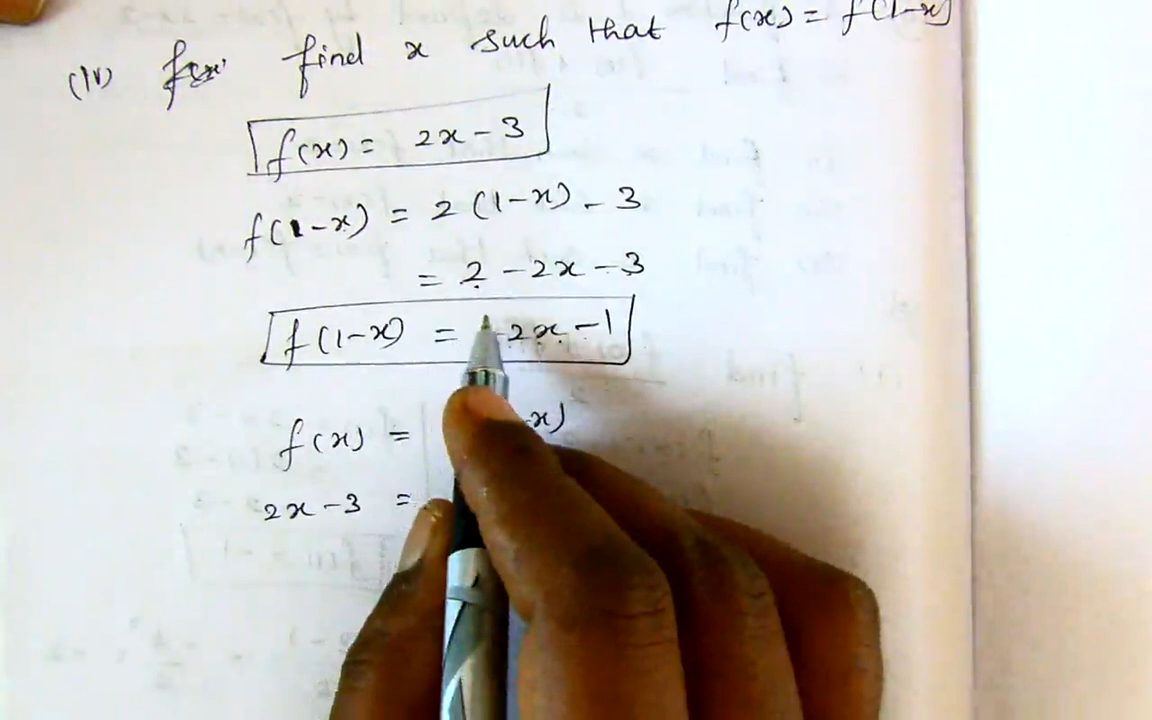 (IV) find x such that f(x) = f(1-x)
f(x) = 2x - 3
f(1-x) = 2(1-x) - 3
= 2 - 2x - 3
f(1-x) = -2x - 1
f(x) = x)
2x - 3 =